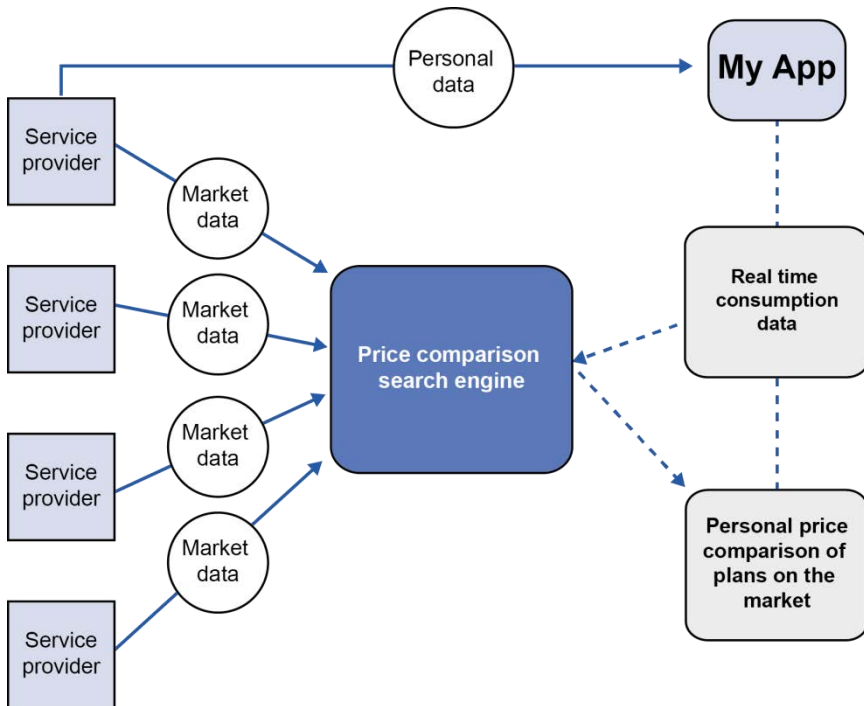 Personal
data
My App
Service
provider
Market
data
Service
provider
Market
data
Price comparison
search engine
Real time
consumption
data
Service
provider
Market
data
Service
provider
Market
data
Personal price
comparison of
plans on the
market